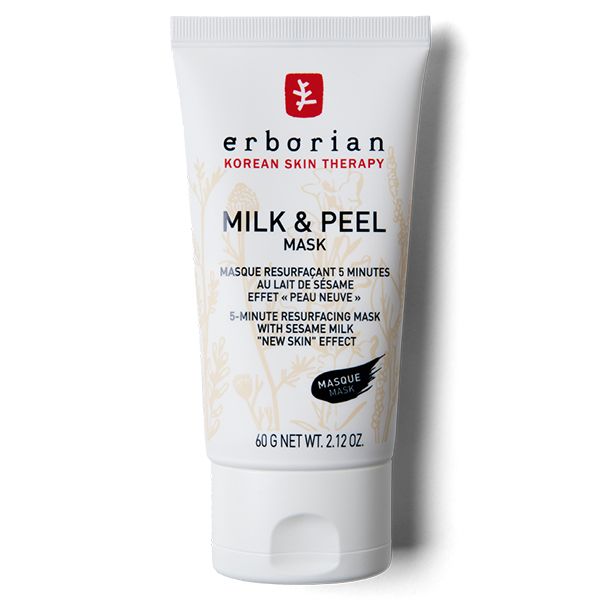 erborian
KOREAN SKIN THERAPY
MILK & PEEL
MASK
MASQUE RESURFAÇANT 5 MINUTES
AU LAIT DE SÉSAME
EFFET « PEAU NEUVE »
5-MINUTE RESURFACING MASK
WITH SESAME MILK
"NEW SKIN" EFFECT
MASQUE
MASK
60 G NET WT. 2.12 OZ.